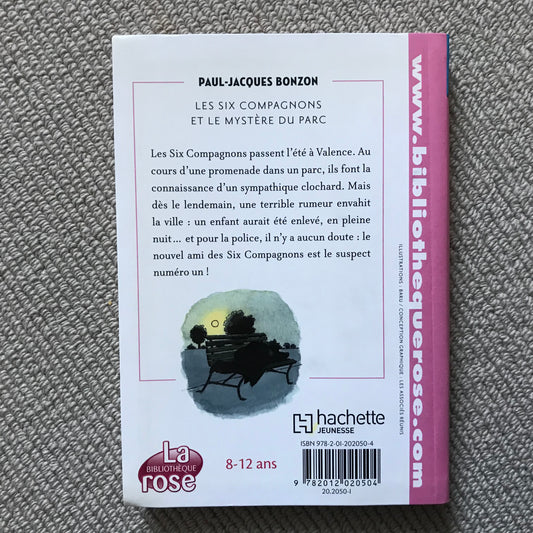 PAUL-JACQUES BONZON
LES SIX COMPAGNONS
ET LE MYSTÈRE DU PARC
Les Six Compagnons passent l'été à Valence. Au
cours d'une promenade dans un parc, ils font la
connaissance d'un sympathique clochard. Mais
dès le lendemain, une terrible rumeur envahit
la ville : un enfant aurait été enlevé, en pleine
nuit... et pour la police, il n'y a aucun doute : le
nouvel ami des Six Compagnons est le suspect
numéro un !
hachette
JEUNESSE
ISBN 978-2-01-202050-4
9 782012 020504
20.2050-1
La
BIBLIOTHÈQUE
rose
8-12 ans
www.bibliothequerose.com
ILLUSTRATIONS : BARU / CONCEPTION GRAPHIQUE : LES ASSOCIÉS RÉUNIS